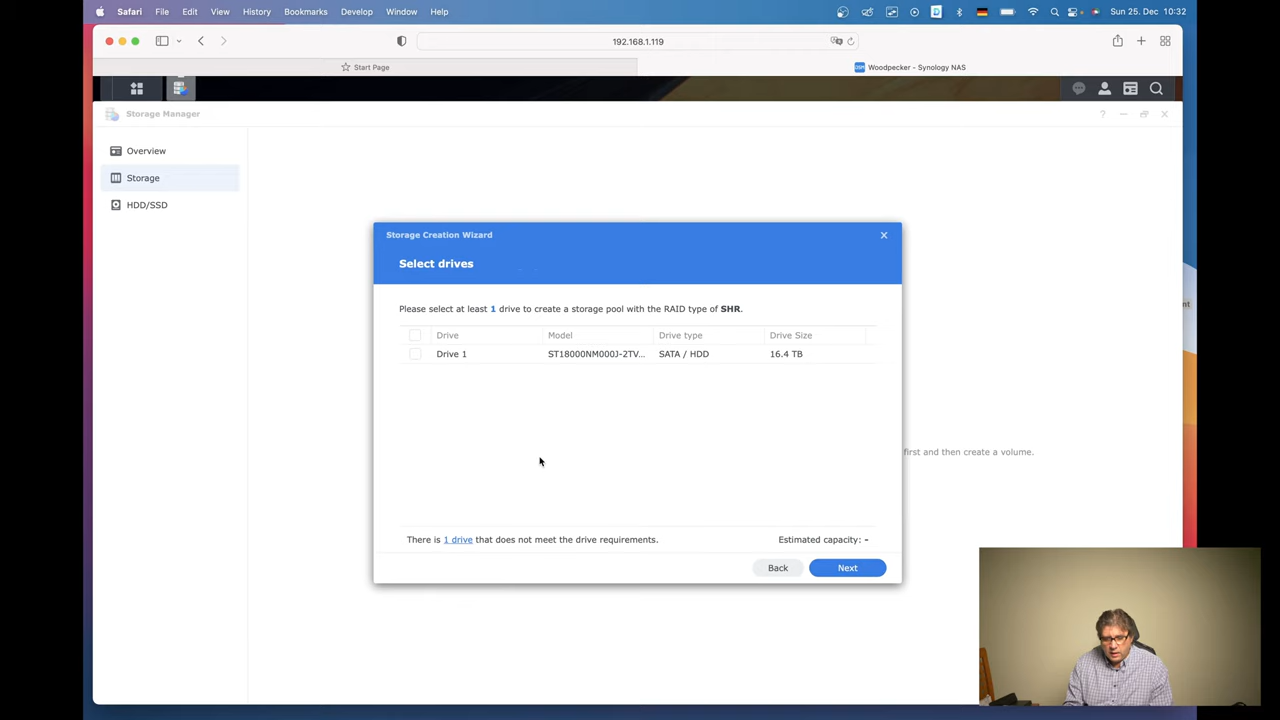 Safari File Edit View History Bookmarks Develop Window Help Sun 25. Dec 10:32
192.168.1.119
Start Page
DSM Woodpecker - Synology NAS
Storage Manager
Overview
Storage
HDD/SSD
Storage Creation Wizard
Select drives
Please select at least 1 drive to create a storage pool with the RAID type of SHR.
Drive Model Drive type Drive Size
Drive 1 ST18000NM000J-2TV... SATA / HDD 16.4 TB
first and then create a volume.
There is 1 drive that does not meet the drive requirements. Estimated capacity: -
Back Next